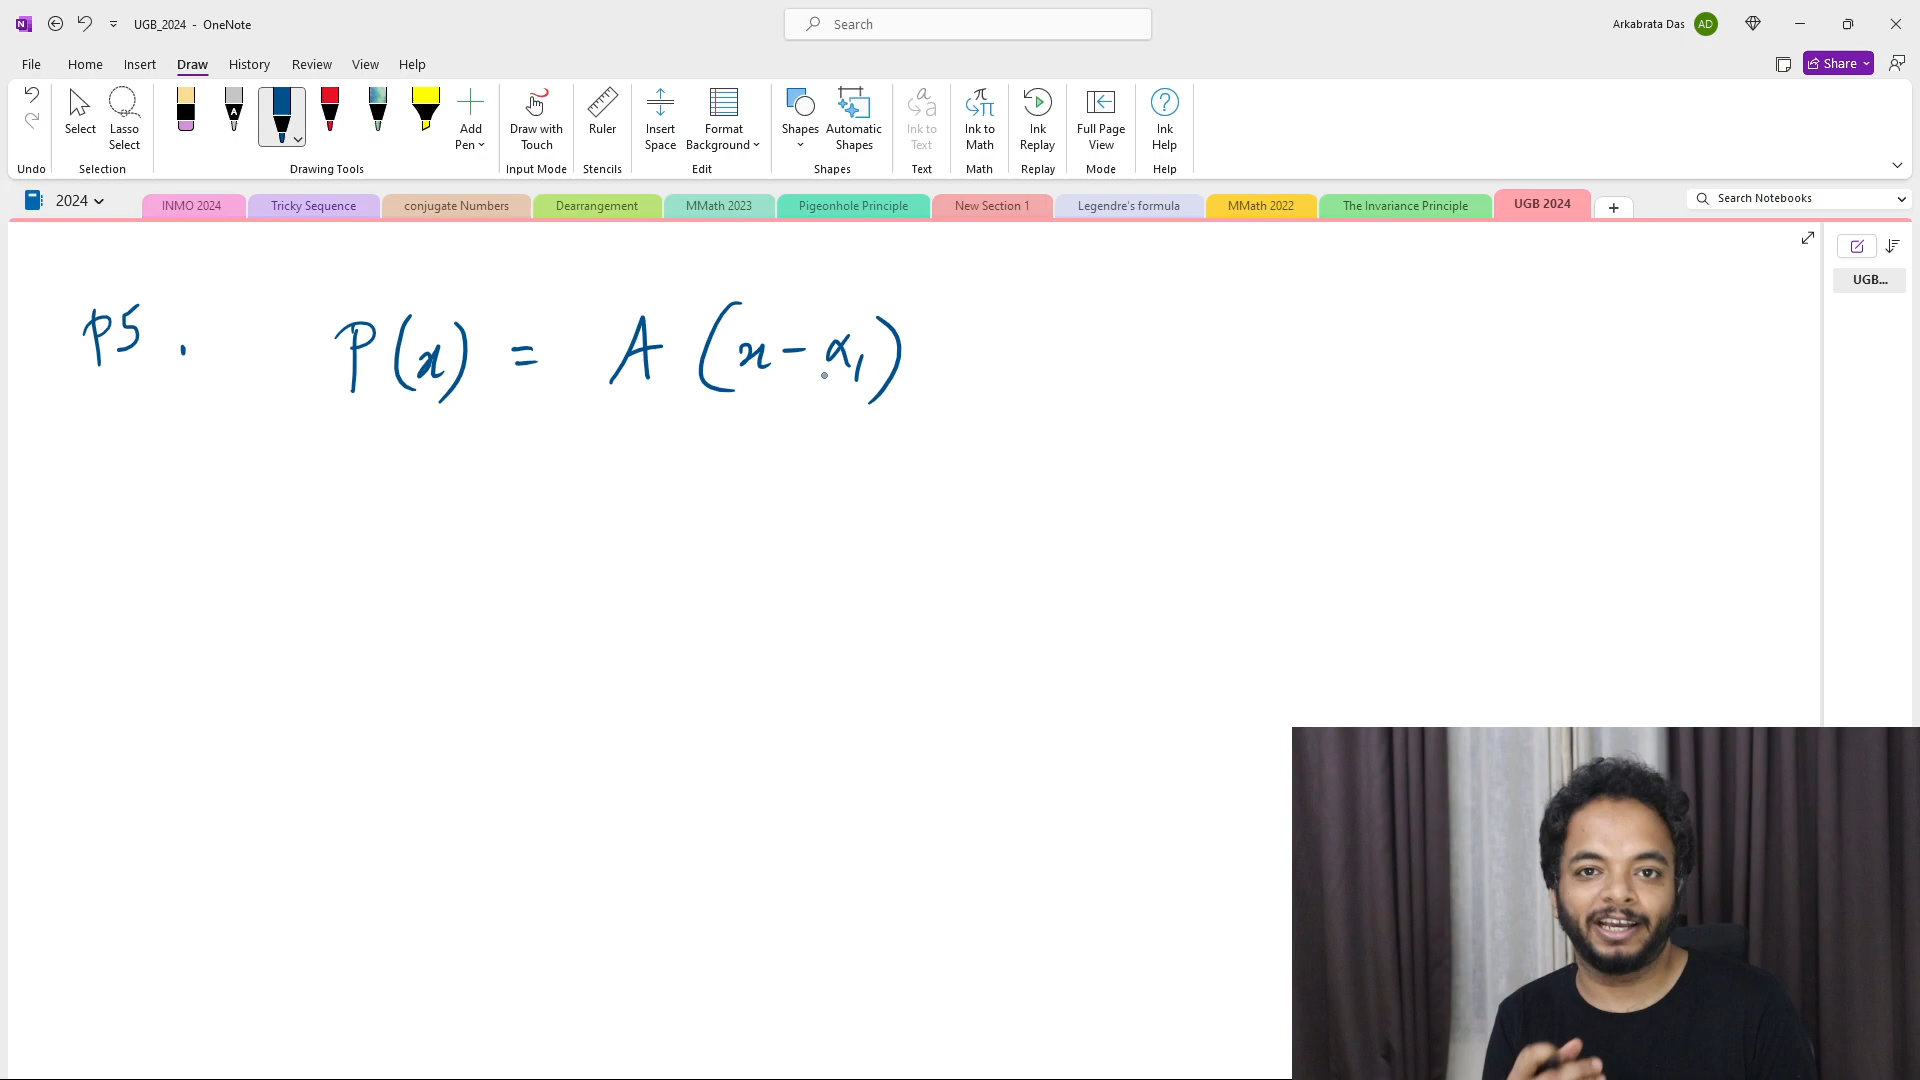 UGB_2024 - OneNote
Search
Arkabrata Das AD
File Home Insert Draw History Review View Help
Share
Select
Lasso Select
A
Add Pen
Draw with Touch
Ruler
Insert Space
Format Background
Shapes
Automatic Shapes
Ink to Text
Ink to Math
Ink Replay
Full Page View
Ink Help
Undo Selection Drawing Tools Input Mode Stencils Edit Shapes Text Math Replay Mode Help
2024
INMO 2024 Tricky Sequence conjugate Numbers Dearrangement MMath 2023 Pigeonhole Principle New Section 1 Legendre's formula MMath 2022 The Invariance Principle UGB 2024 +
Search Notebooks
UGB...
P5 . P(x) = A (x - α₁)